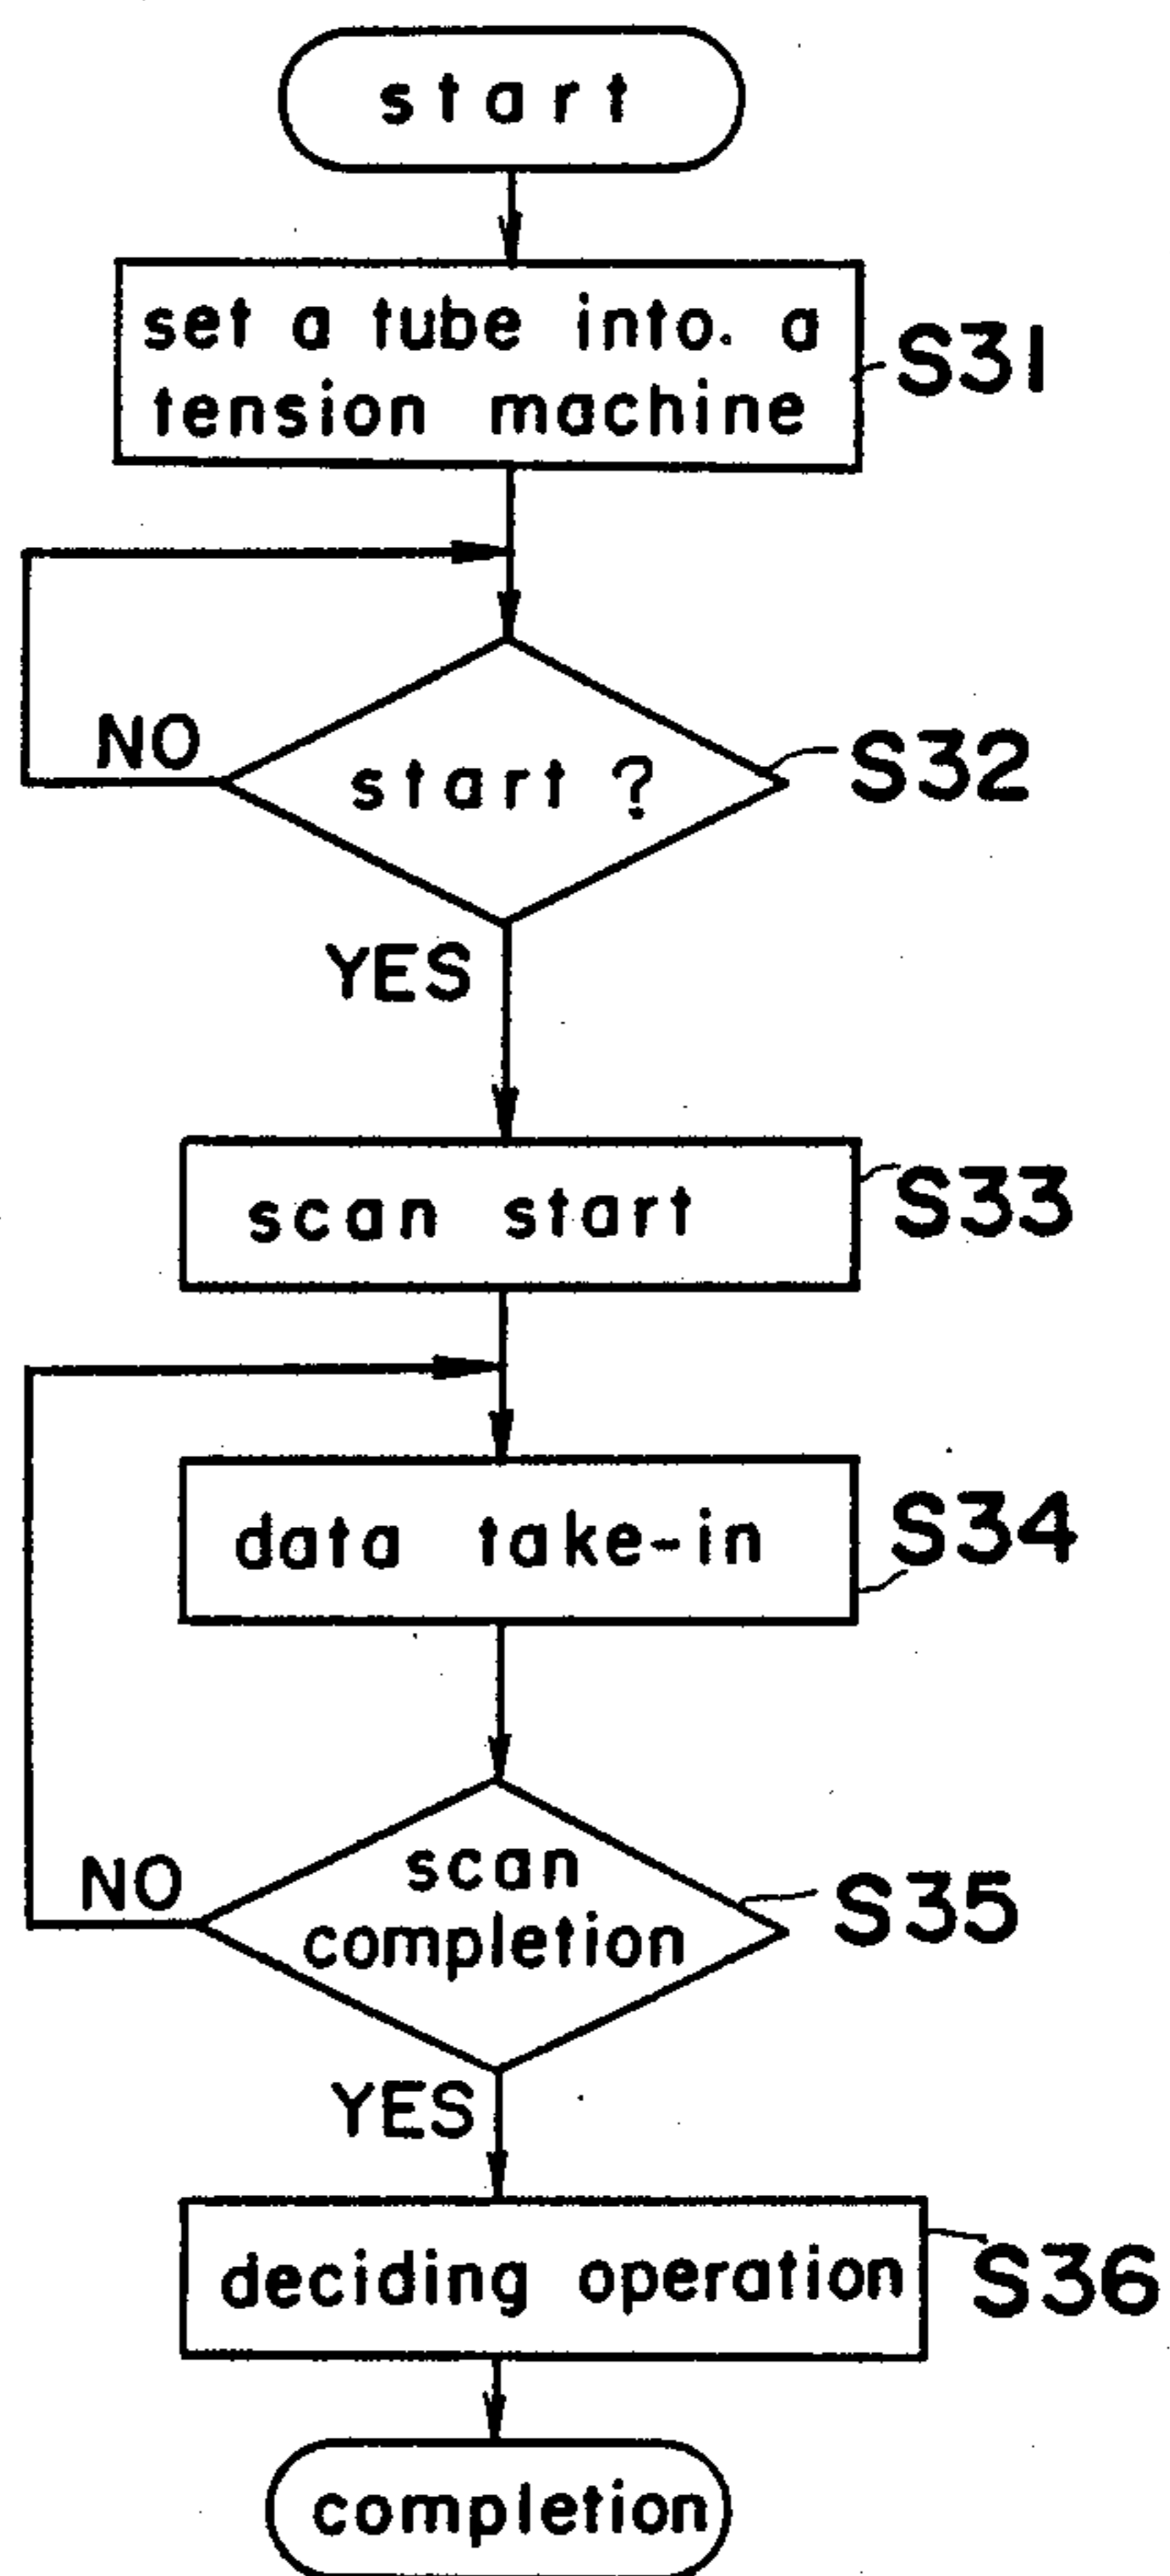 start
set a tube into. a
tension machine
S31
NO
start ?
S32
YES
scan start
S33
data take-in
S34
scan
completion
NO
S35
YES
deciding operation
S36
completion